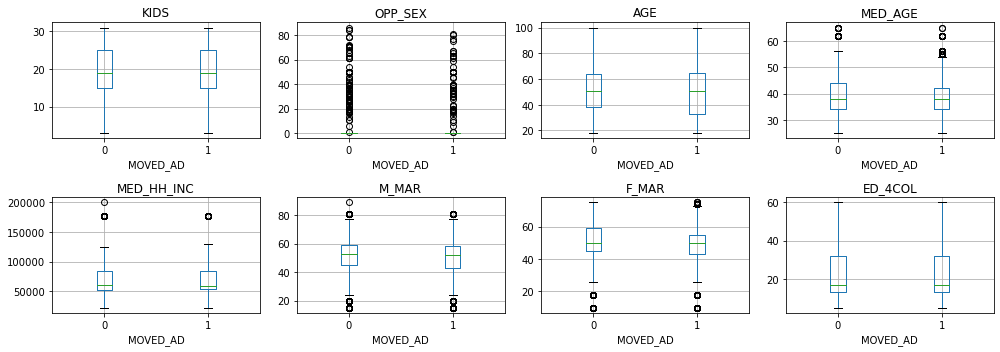 KIDS
30
20
10
0 1
MOVED_AD
OPP_SEX
80
60
40
20
0
0 1
MOVED_AD
AGE
100
80
60
40
20
0 1
MOVED_AD
MED_AGE
60
50
40
30
0 1
MOVED_AD
MED_HH_INC
200000
150000
100000
50000
0 1
MOVED_AD
M_MAR
80
60
40
20
0 1
MOVED_AD
F_MAR
60
40
20
0 1
MOVED_AD
ED_4COL
60
40
20
0 1
MOVED_AD